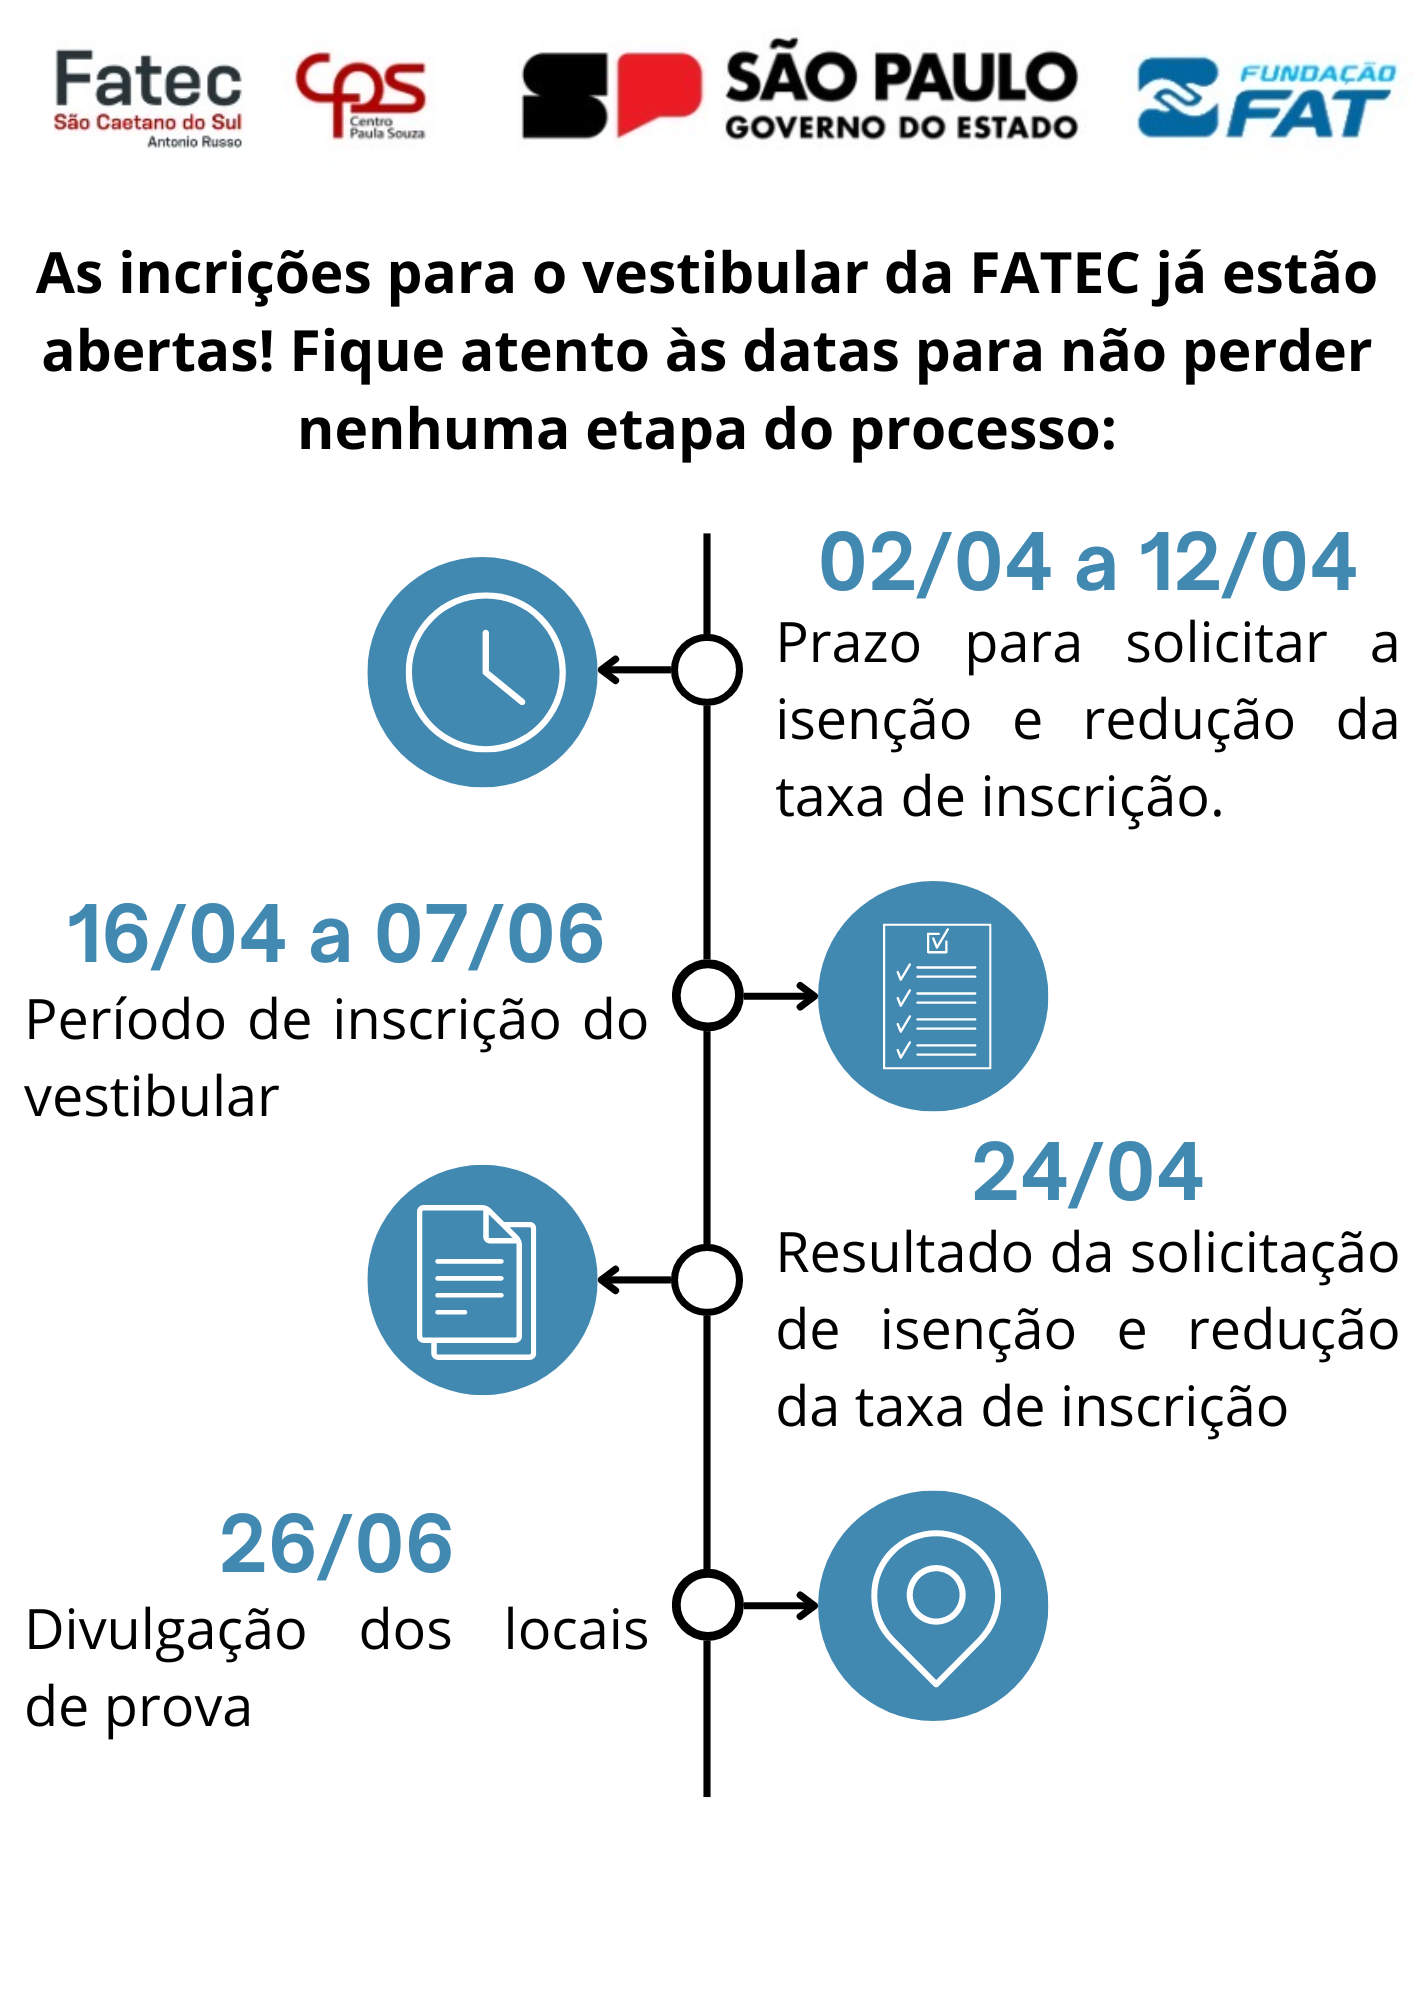 Fatec
São Caetano do Sul
Antonio Russo
CPS
Centro
Paula Souza
SP
SÃO PAULO
GOVERNO DO ESTADO
FUNDAÇÃO
FAT
As incrições para o vestibular da FATEC já estão
abertas! Fique atento às datas para não perder
nenhuma etapa do processo:
02/04 a 12/04
Prazo para solicitar a
isenção e redução da
taxa de inscrição.
16/04 a 07/06
Período de inscrição do
vestibular
24/04
Resultado da solicitação
de isenção e redução
da taxa de inscrição
26/06
Divulgação dos locais
de prova